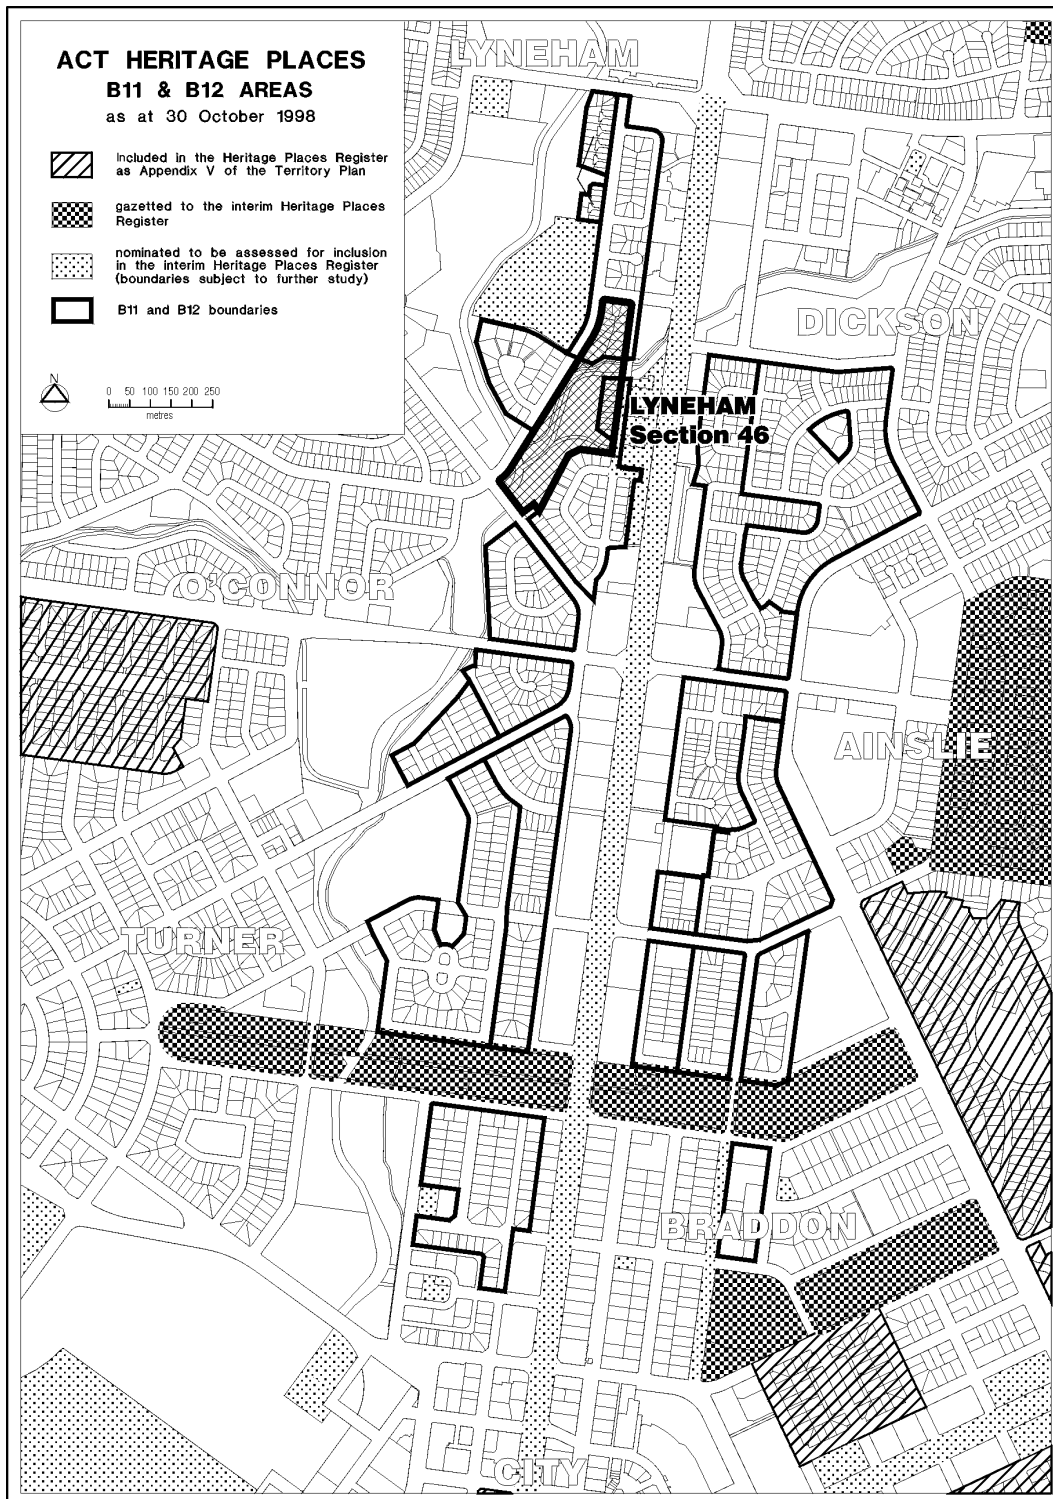 ACT HERITAGE PLACES
B11 & B12 AREAS
as at 30 October 1998
Included in the Heritage Places Register
as Appendix V of the Territory Plan
gazetted to the interim Heritage Places
Register
nominated to be assessed for inclusion
in the interim Heritage Places Register
(boundaries subject to further study)
B11 and B12 boundaries
N
0 50 100 150 200 250
metres
LYNEHAM
DICKSON
LYNEHAM
Section 46
O'CONNOR
AINSLIE
TURNER
BRADDON
CITY